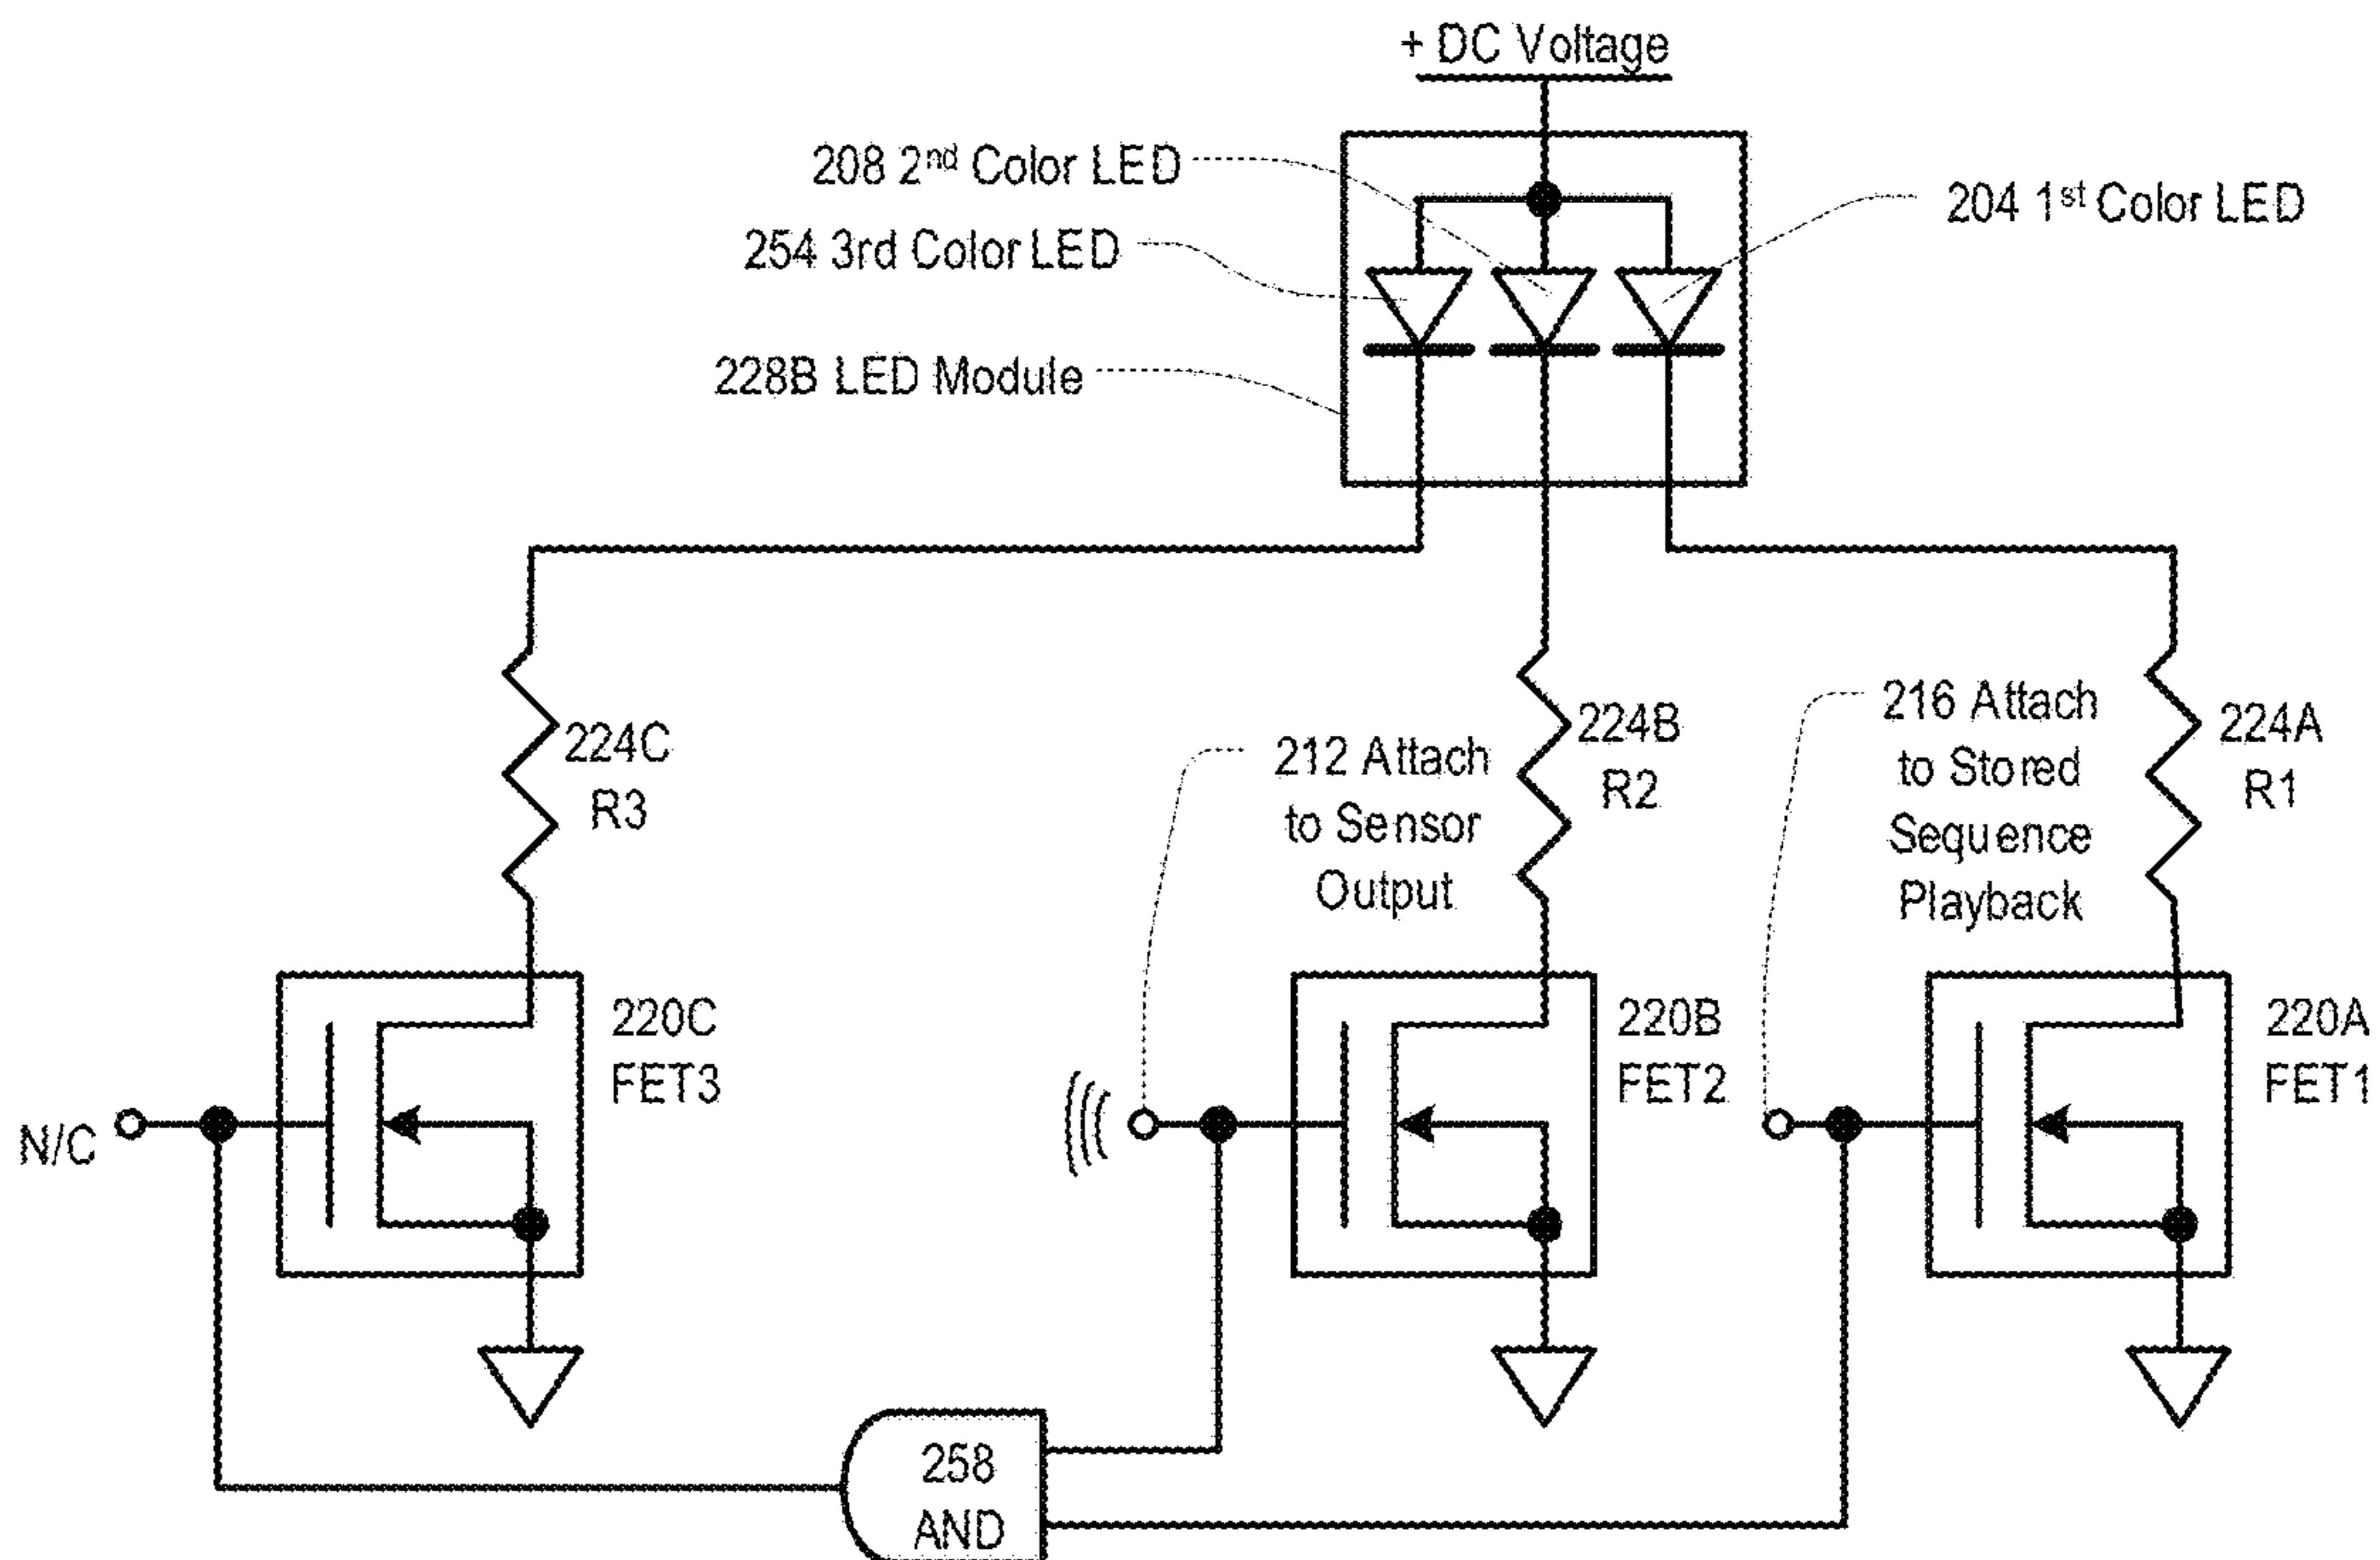 + DC Voltage
208 2nd Color LED
204 1st Color LED
254 3rd Color LED
228B LED Module
224C
R3
212 Attach
to Sensor
Output
224B
R2
216 Attach
to Stored
Sequence
Playback
224A
R1
220C
FET3
220B
FET2
220A
FET1
N/C
258
AND